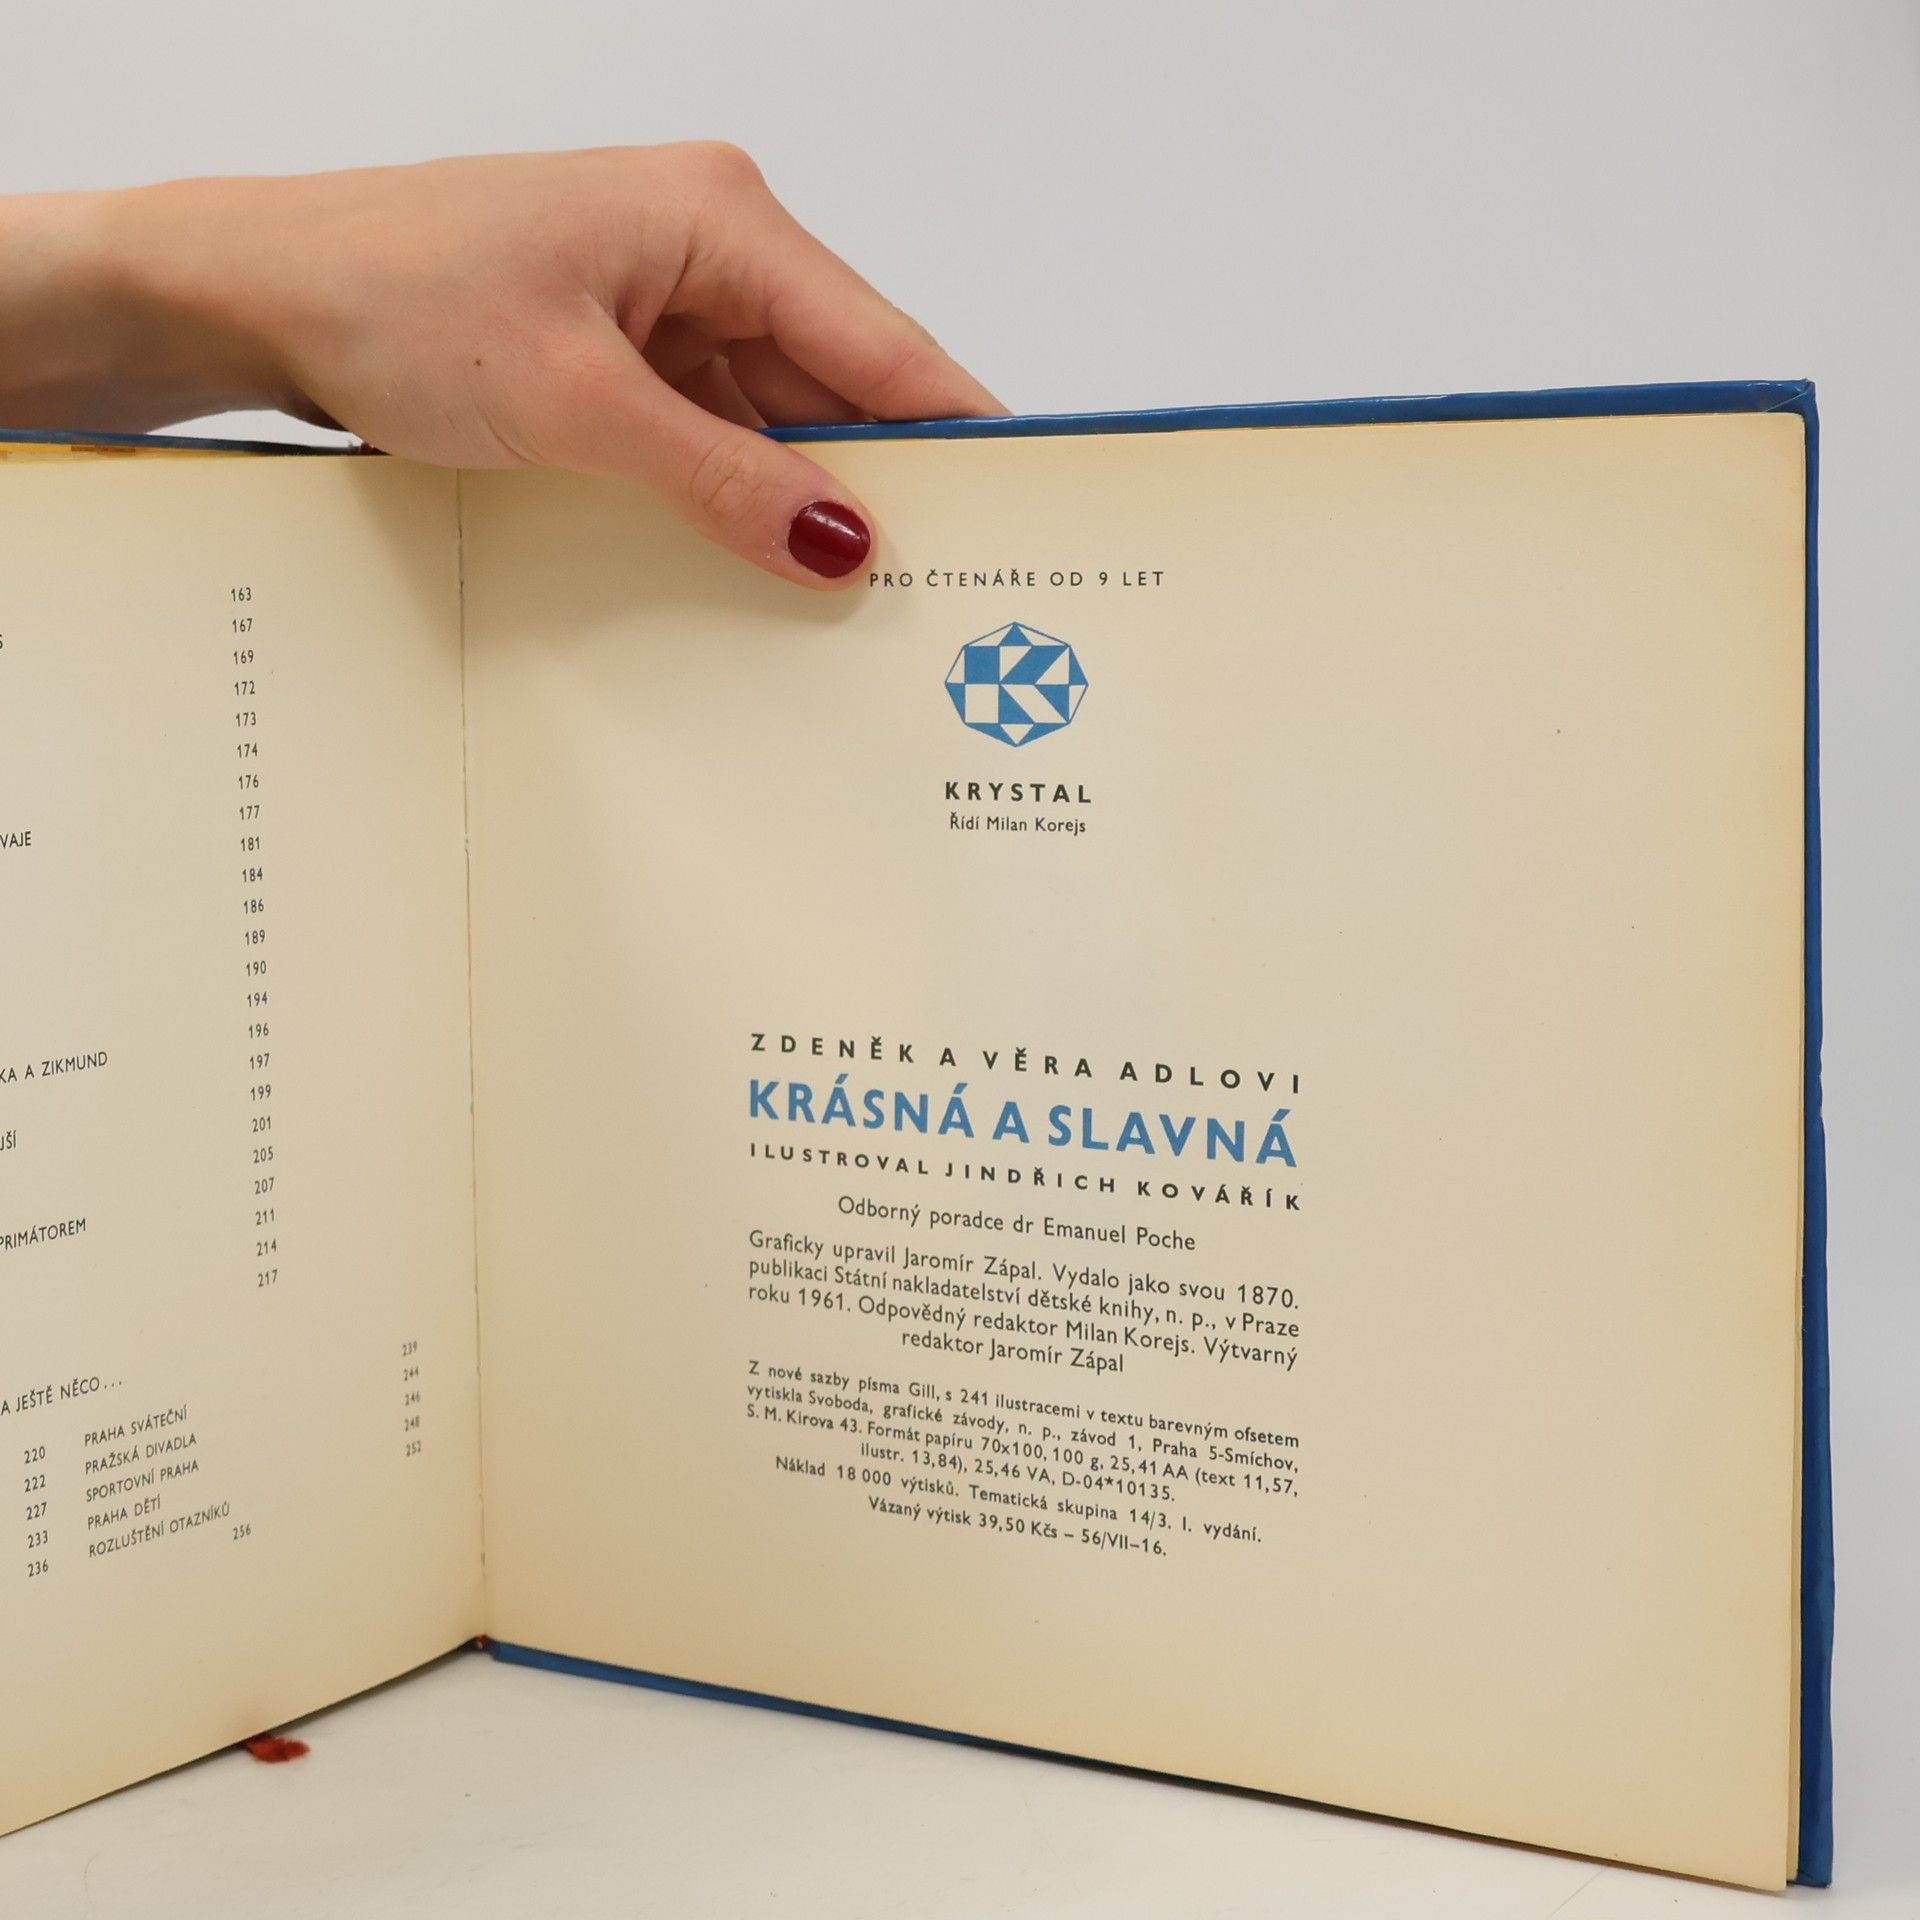 163
167
S
169
172
173
174
176
177
VAJE
181
184
186
189
190
194
196
KA A ZIKMUND
197
199
201
JŠÍ
205
207
211
PRIMÁTOREM
214
217
A JEŠTĚ NĚCO...
220 PRAHA SVÁTEČNÍ 239
222 PRAŽSKÁ DIVADLA 244
227 SPORTOVNÍ PRAHA 246
233 PRAHA DĚTÍ 248
236 ROZLUŠTĚNÍ OTAZNÍKŮ 252
256
PRO ČTENÁŘE OD 9 LET
K
KRYSTAL
Řídí Milan Korejs
ZDENĚK A VĚRA ADLOVI
KRÁSNÁ A SLAVNÁ
ILUSTROVAL JINDŘICH KOVÁŘÍK
Odborný poradce dr Emanuel Poche
Graficky upravil Jaromír Zápal. Vydalo jako svou 1870.
publikaci Státní nakladatelství dětské knihy, n. p., v Praze
roku 1961. Odpovědný redaktor Milan Korejs. Výtvarný
redaktor Jaromír Zápal
Z nové sazby písma Gill, s 241 ilustracemi v textu barevným ofsetem
vytiskla Svoboda, grafické závody, n. p., závod 1, Praha 5-Smíchov,
S. M. Kirova 43. Formát papíru 70x100, 100 g, 25,41 AA (text 11,57,
ilustr. 13,84), 25,46 VA, D-04*10135.
Náklad 18 000 výtisků. Tematická skupina 14/3. I. vydání.
Vázaný výtisk 39,50 Kčs – 56/VII–16.